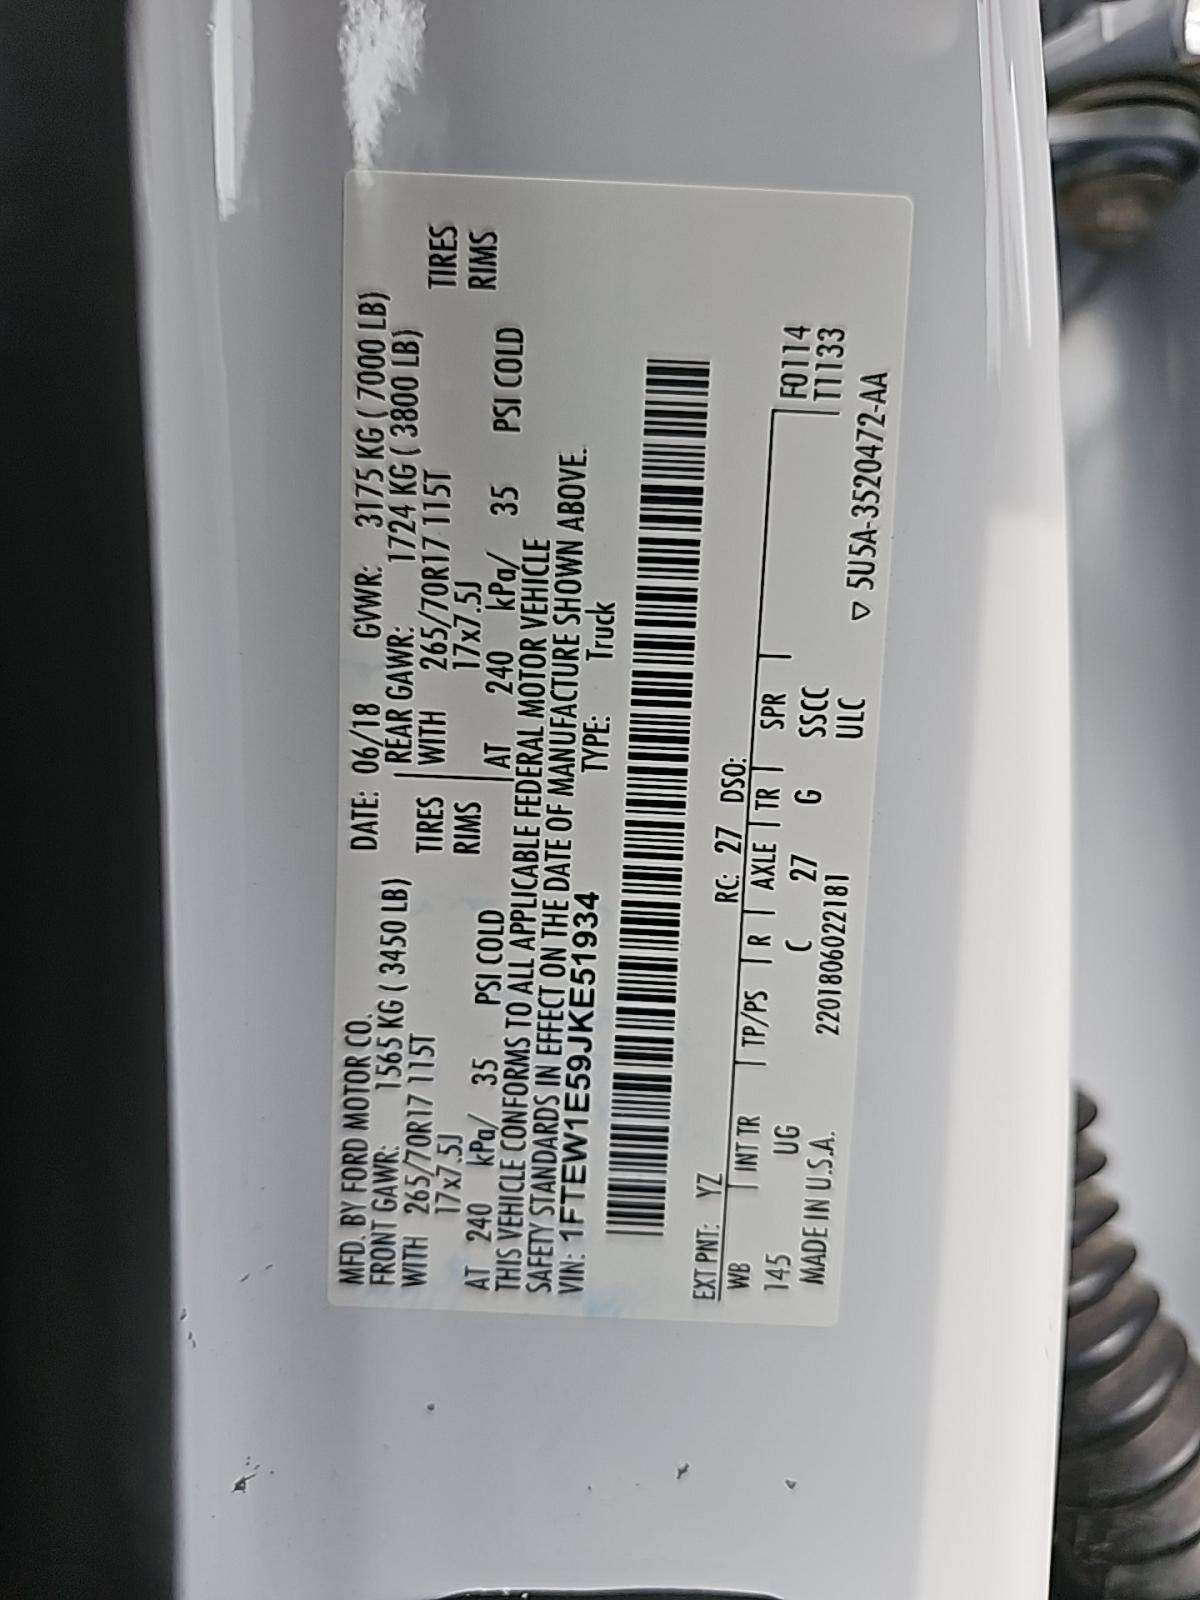 MFD. BY FORD MOTOR CO.
DATE: 06/18 GVWR: 3175 KG ( 7000 LB)
FRONT GAWR: 1565 KG ( 3450 LB) REAR GAWR: 1724 KG ( 3800 LB)
WITH 265/70R17 115T TIRES WITH 265/70R17 115T TIRES
17x7.5J RIMS 17x7.5J RIMS
AT 240 kPa/ 35 PSI COLD AT 240 kPa/ 35 PSI COLD
THIS VEHICLE CONFORMS TO ALL APPLICABLE FEDERAL MOTOR VEHICLE
SAFETY STANDARDS IN EFFECT ON THE DATE OF MANUFACTURE SHOWN ABOVE.
VIN: 1FTEW1E59JKE51934 TYPE: Truck
EXT PNT: YZ RC: 27 DSO:
WB INT TR TP/PS R AXLE TR SPR F0114
145 UG C 27 G SSCC T1133
MADE IN U.S.A. 2201806022181 ULC
▽ 5U5A-3520472-AA